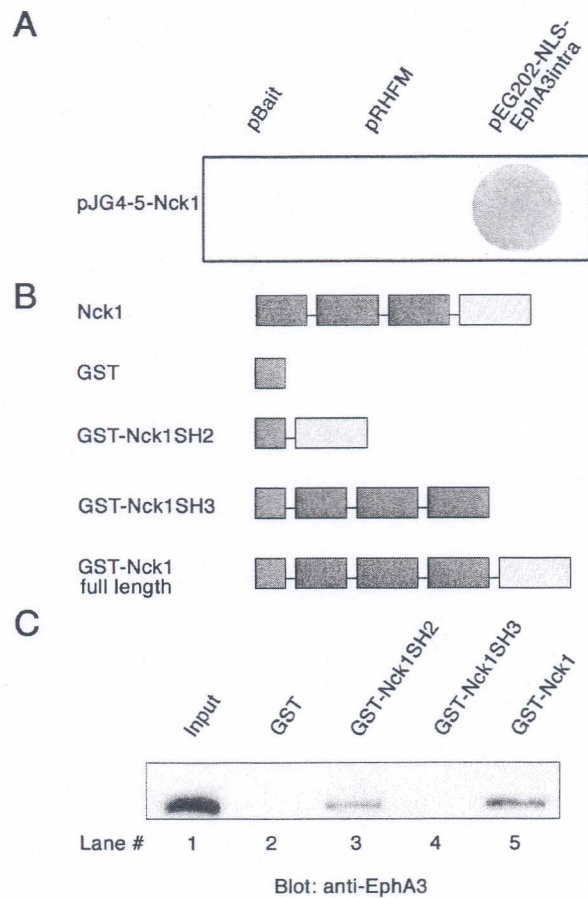 A
pBait
pRHFM
pEG202-NLS-
EphA3intra
pJG4-5-Nck1
B
Nck1
GST
GST-Nck1SH2
GST-Nck1SH3
GST-Nck1
full length
C
Input
GST
GST-Nck1SH2
GST-Nck1SH3
GST-Nck1
Lane # 1 2 3 4 5
Blot: anti-EphA3